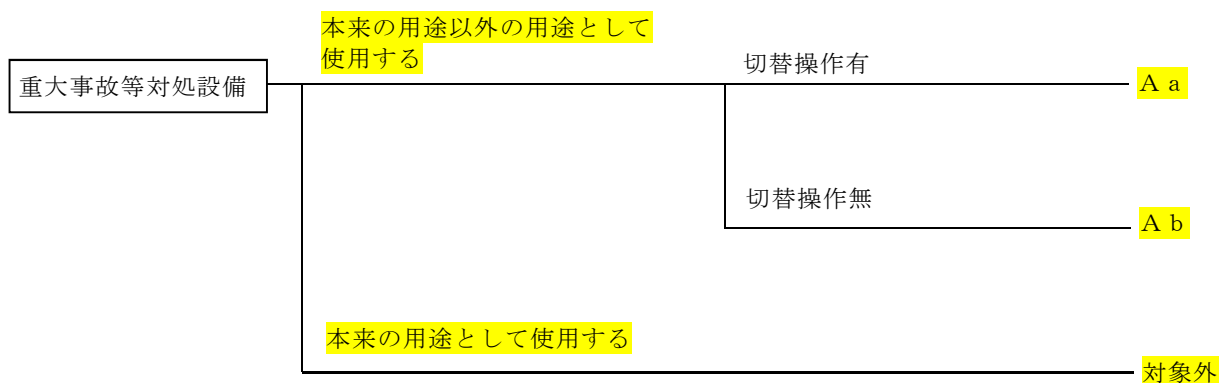 本来の用途以外の用途として
使用する
切替操作有
重大事故等対処設備
Ａａ
切替操作無
Ａｂ
本来の用途として使用する
対象外